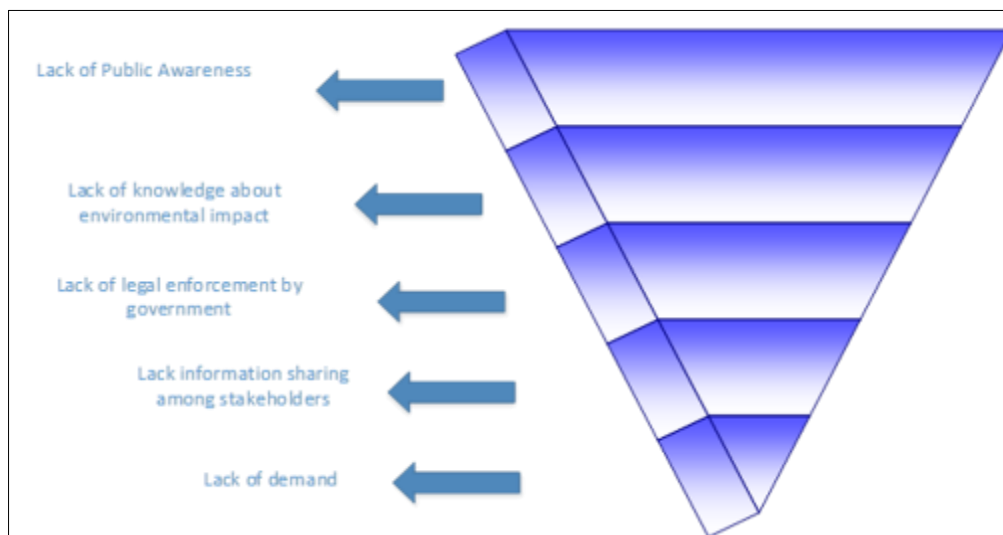 Lack of Public Awareness
Lack of knowledge about
environmental impact
Lack of legal enforcement by
government
Lack information sharing
among stakeholders
Lack of demand